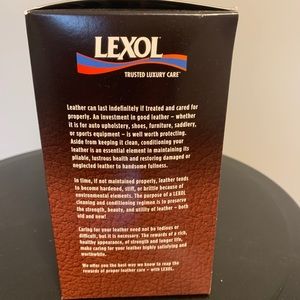 LEXOL
TRUSTED LUXURY CARE
Leather can last indefinitely if treated and cared for
properly. An investment in good leather – whether
it is for auto upholstery, shoes, furniture, saddlery,
or sports equipment – is well worth protecting.
Aside from keeping it clean, conditioning your
leather is an essential element in maintaining its
pliable, lustrous health and restoring damaged or
neglected leather to handsome fullness.
In time, if not maintained properly, leather tends
to become hardened, stiff, or brittle because of
environmental elements. The purpose of a LEXOL
cleaning and conditioning regimen is to preserve
the strength, beauty, and utility of leather – both
old and new!
Caring for your leather need not be tedious or
difficult, but it is necessary. The rewards of a rich,
healthy appearance, of strength and longer life,
make caring for your leather highly satisfying and
worthwhile.
We offer you the best way we know to reap the
rewards of proper leather care – with LEXOL.